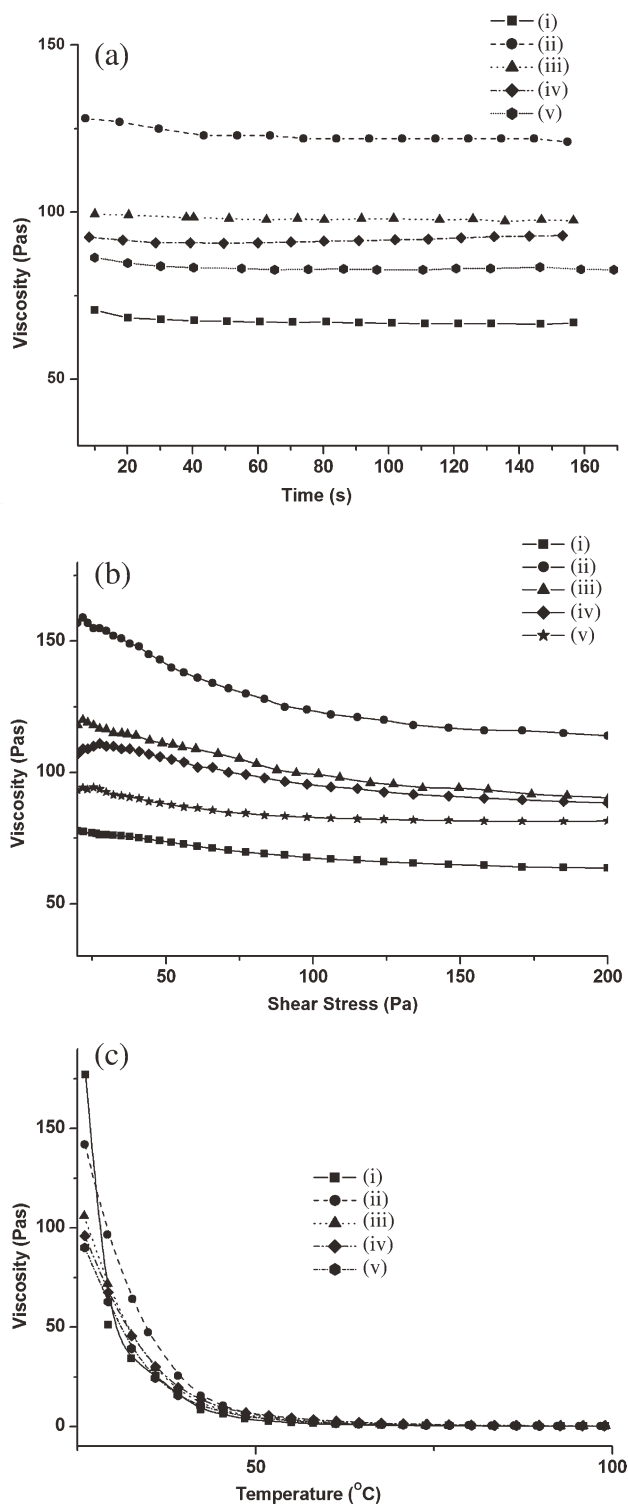 (a)
(i)
(ii)
(iii)
(iv)
(v)
150
100
50
Viscosity (Pas)
20 40 60 80 100 120 140 160
Time (s)
(b)
(i)
(ii)
(iii)
(iv)
(v)
150
100
50
Viscosity (Pas)
50 100 150 200
Shear Stress (Pa)
(c)
(i)
(ii)
(iii)
(iv)
(v)
150
100
50
0
Viscosity (Pas)
50 100
Temperature (°C)